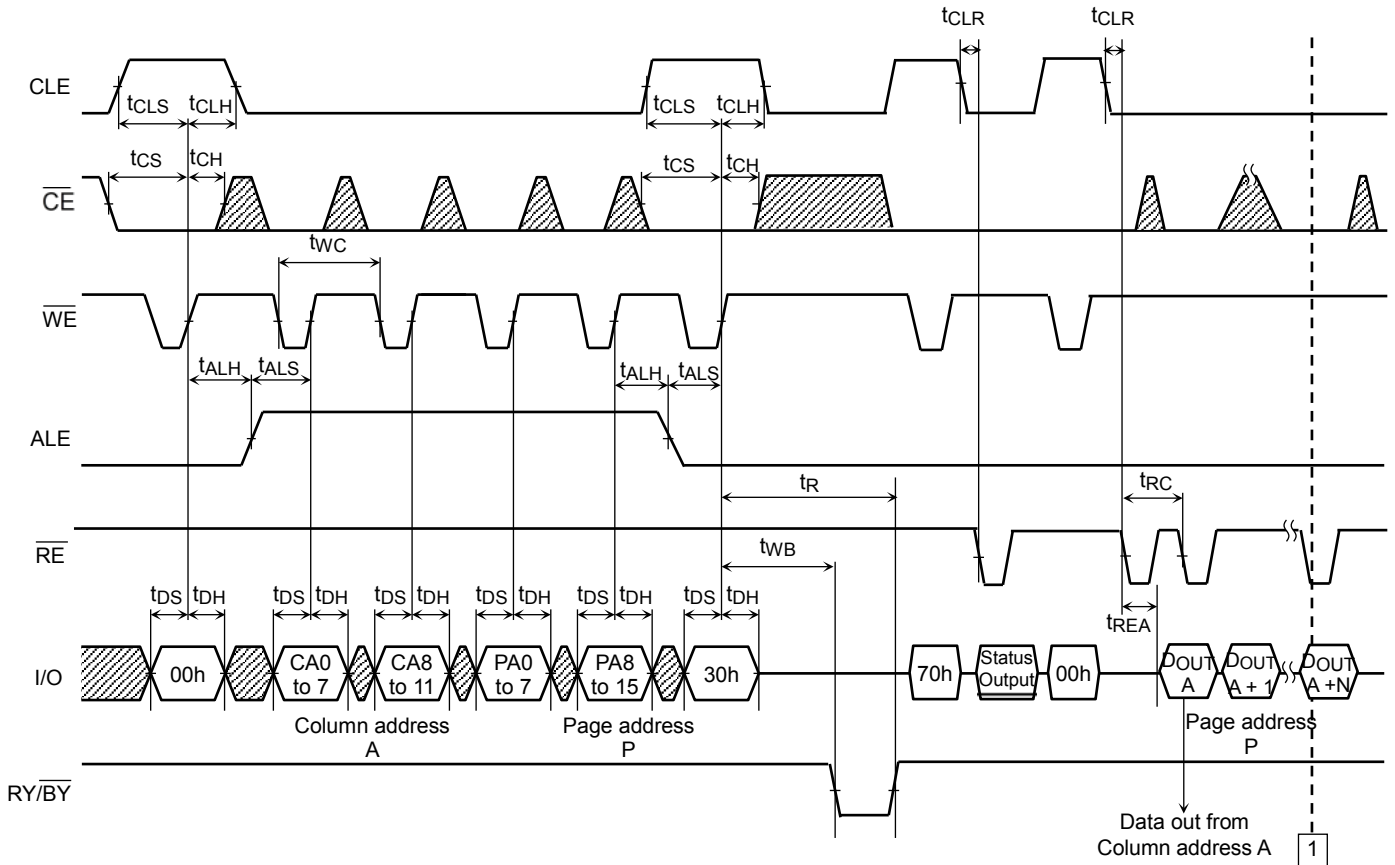 tCLR tCLR
CLE
tCLS tCLH tCLS tCLH
tCS tCH tCS tCH
CE
tWC
WE
tALH tALS tALH tALS
ALE
tR
tRC
RE
tWB
tDS tDH tDS tDH tDS tDH tDS tDH tDS tDH tDS tDH
tREA
I/O
00h
CA0 to 7
CA8 to 11
PA0 to 7
PA8 to 15
30h
70h
Status Output
00h
DOUT A
DOUT A + 1
DOUT A +N
Column address
A
Page address
P
Page address
P
RY/BY
Data out from
Column address A
1